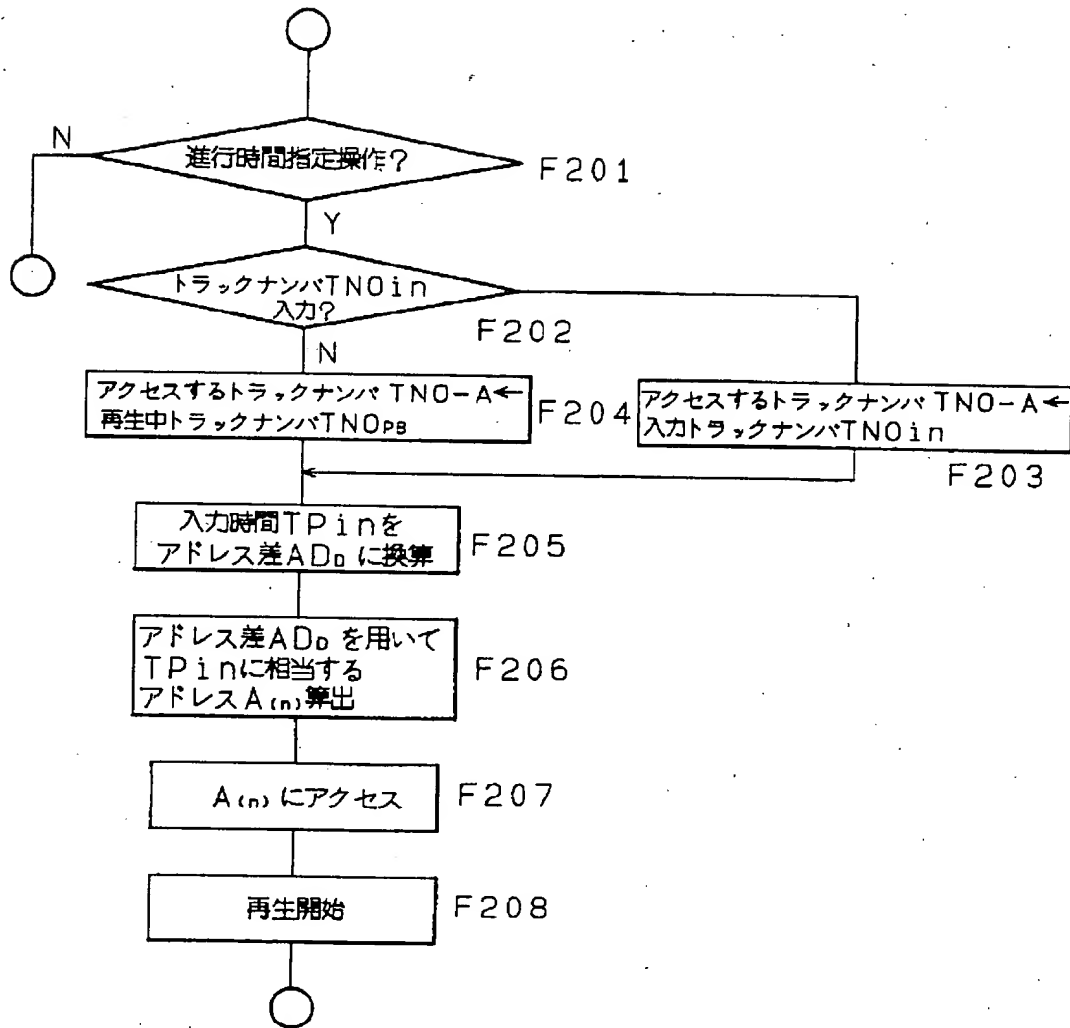 N
進行時間指定操作?
F201
Y
トラックナンバTNOin
入力?
F202
N
アクセスするトラックナンバ TNO-A←
再生中トラックナンバTNOPB
F204
アクセスするトラックナンバ TNO-A←
入力トラックナンバTNOin
F203
入力時間TPinを
アドレス差ADDに換算
F205
アドレス差ADDを用いて
TPinに相当する
アドレスA(n)算出
F206
A(n)にアクセス
F207
再生開始
F208